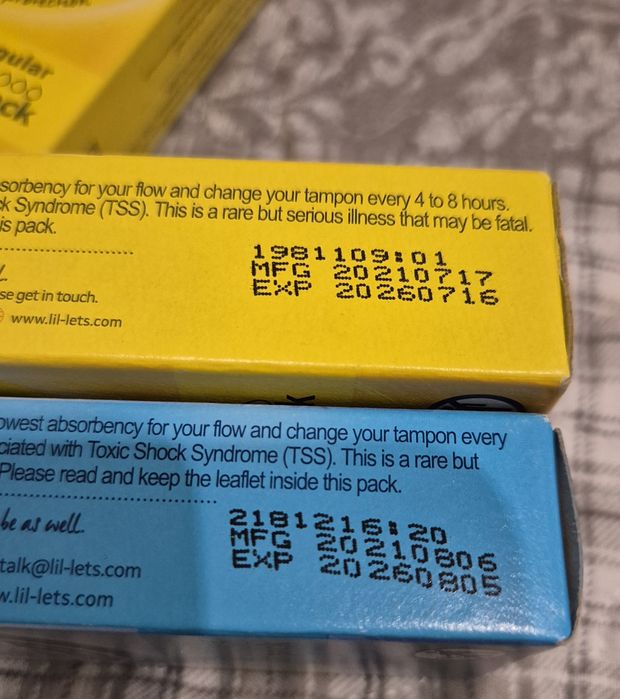 sorbency for your flow and change your tampon every 4 to 8 hours.
Syndrome (TSS). This is a rare but serious illness that may be fatal.
is pack.
1981109:01
MFG 20210717
EXP 20260716
se get in touch.
www.lil-lets.com
owest absorbency for your flow and change your tampon every
ciated with Toxic Shock Syndrome (TSS). This is a rare but
Please read and keep the leaflet inside this pack.
2181216:20
MFG 20210806
EXP 20260805
be as well.
talk@lil-lets.com
w.lil-lets.com